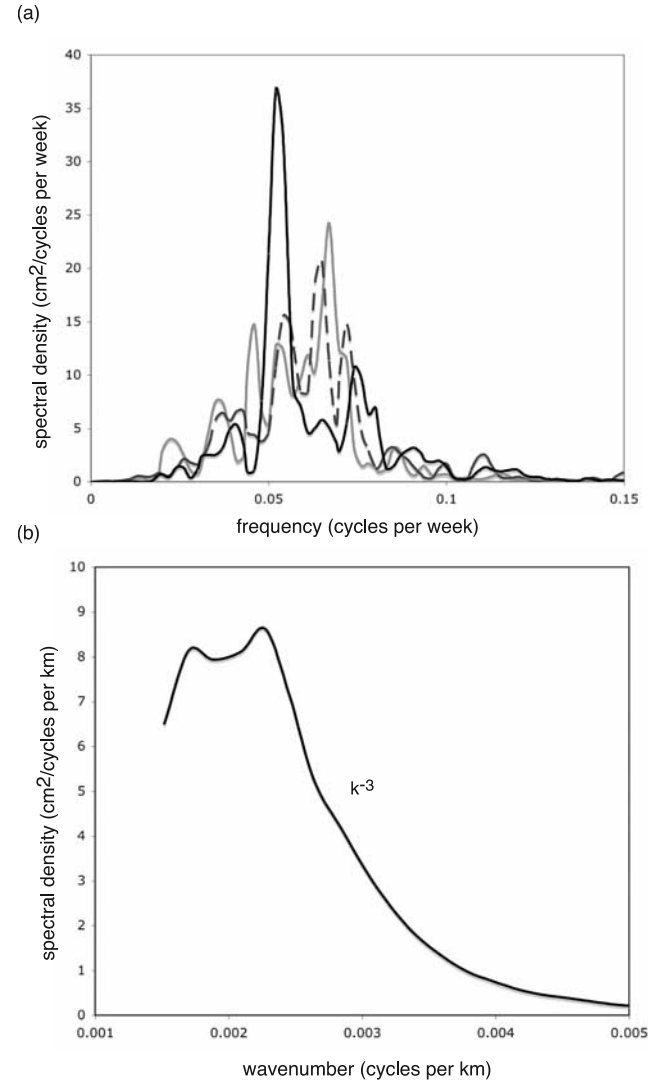 (a)
40
35
30
25
20
15
10
5
0
spectral density (cm2/cycles per week)
0 0.05 0.1 0.15
frequency (cycles per week)
(b)
10
9
8
7
6
5
4
3
2
1
0
spectral density (cm2/cycles per km)
k-3
0.001 0.002 0.003 0.004 0.005
wavenumber (cycles per km)